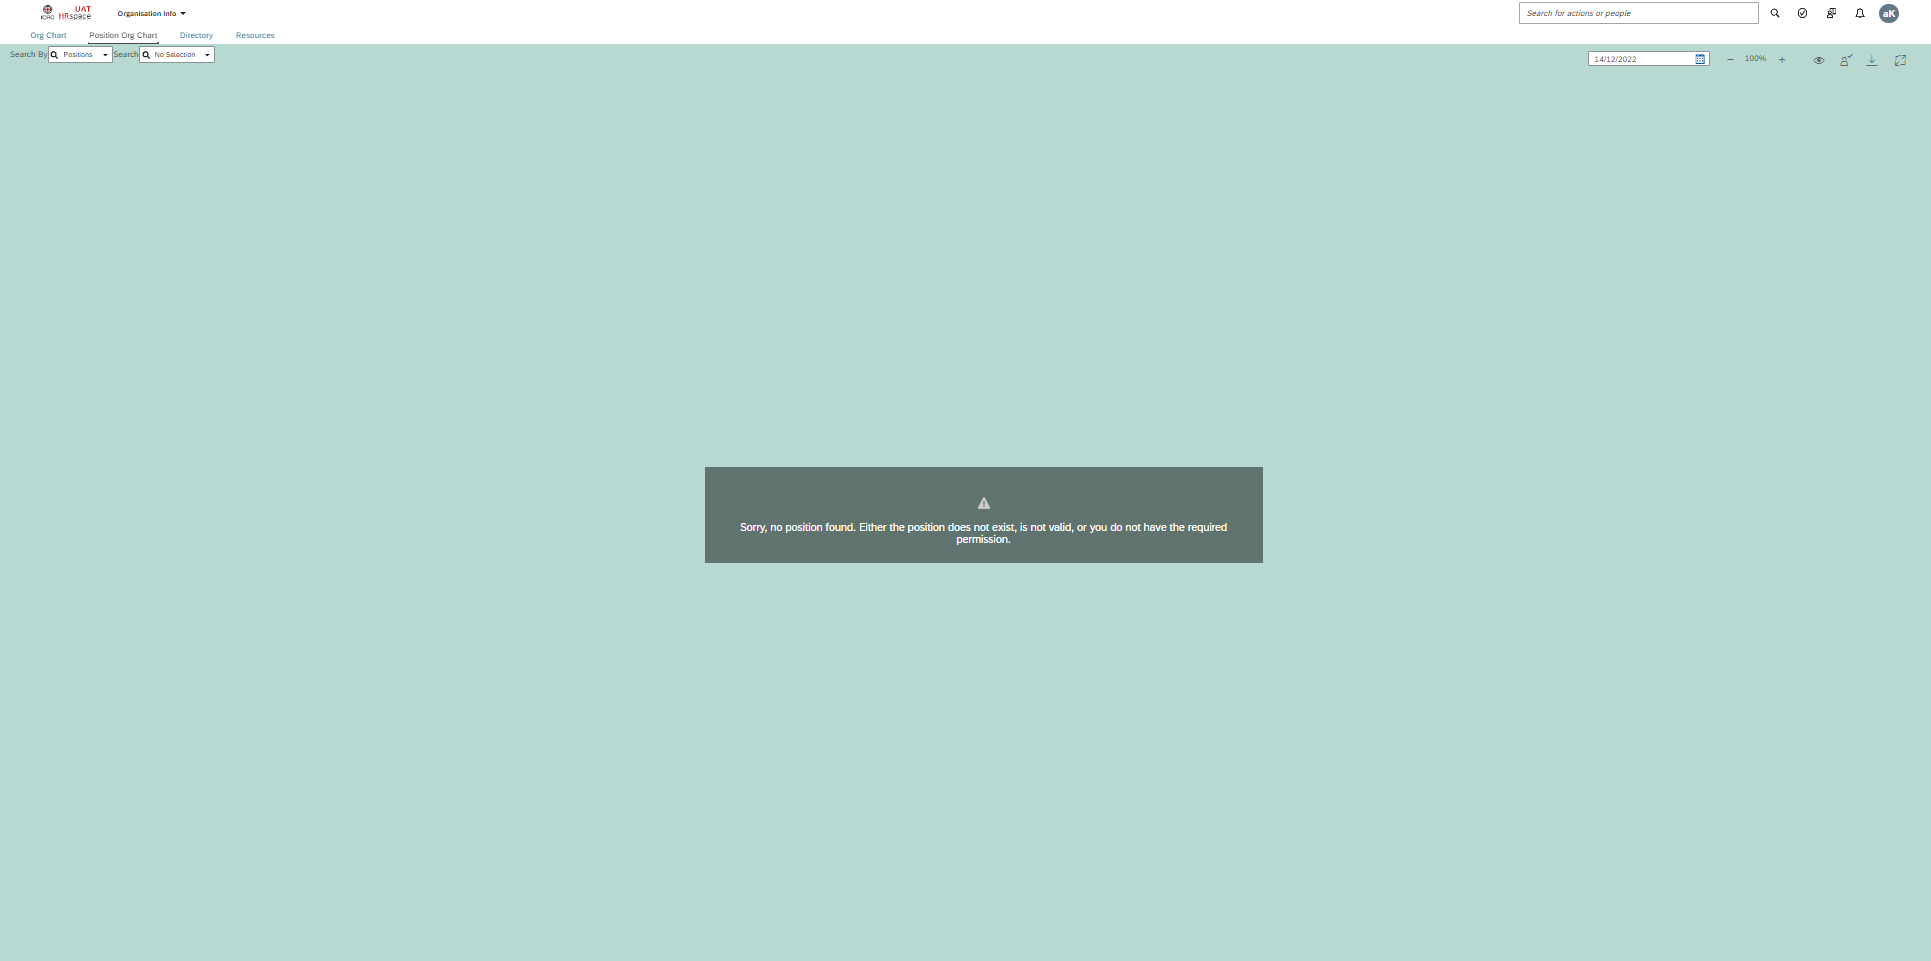 ICRC
UAT
HRspace
Organisation Info
Search for actions or people
aK
Org Chart
Position Org Chart
Directory
Resources
Search By
Positions
Search
No Selection
14/12/2022
100%
Sorry, no position found. Either the position does not exist, is not valid, or you do not have the required
permission.